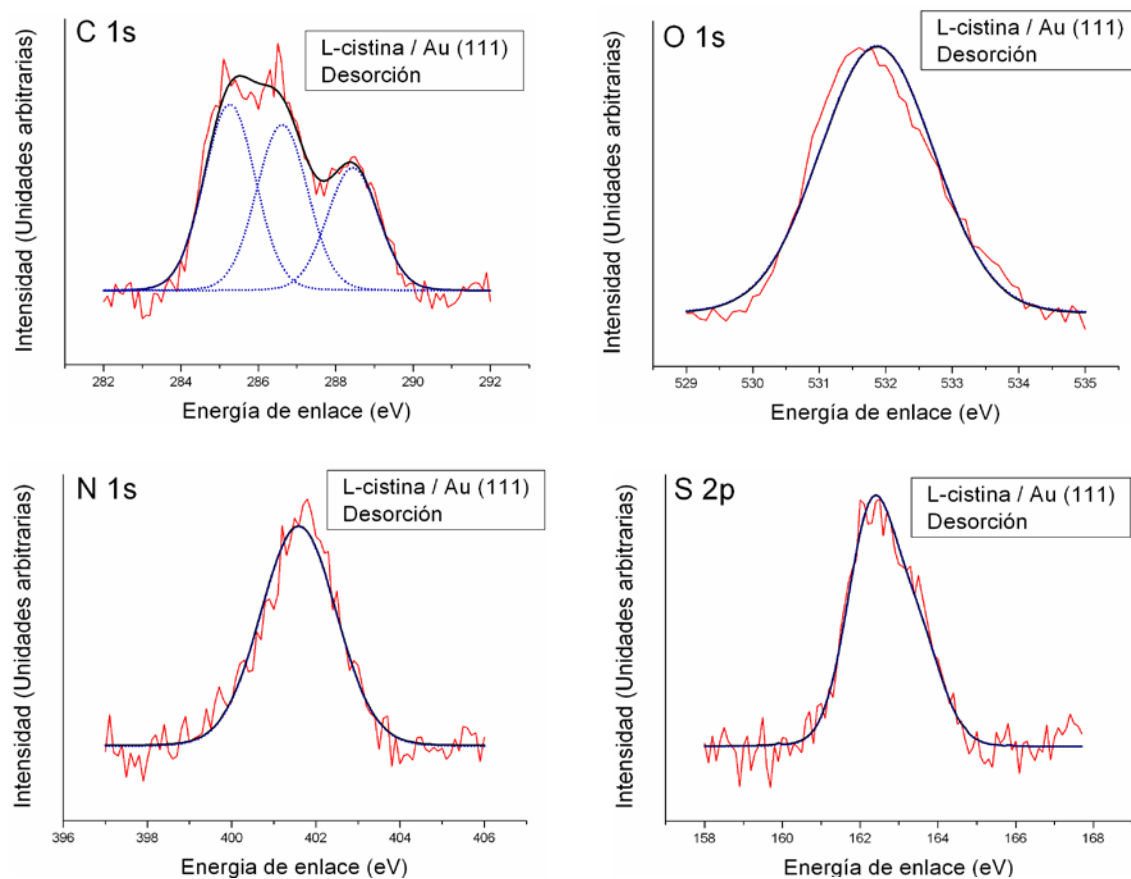 C 1s
L-cistina / Au (111)
Desorción
Intensidad (Unidades arbitrarias)
282 284 286 288 290 292
Energía de enlace (eV)
O 1s
L-cistina / Au (111)
Desorción
Intensidad (Unidades arbitrarias)
529 530 531 532 533 534 535
Energía de enlace (eV)
N 1s
L-cistina / Au (111)
Desorción
Intensidad (Unidades arbitrarias)
396 398 400 402 404 406
Energía de enlace (eV)
S 2p
L-cistina / Au (111)
Desorción
Intensidad (Unidades arbitrarias)
158 160 162 164 166 168
Energía de enlace (eV)